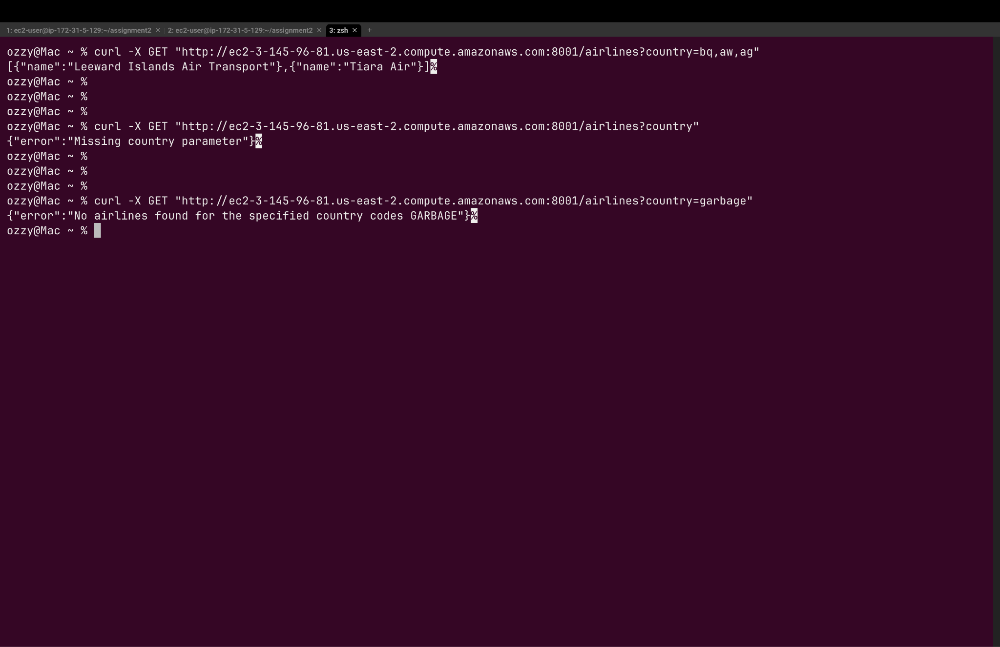 1: ec2-user@ip-172-31-5-129:~/assignment2 × 2: ec2-user@ip-172-31-5-129:~/assignment2 × 3: zsh × +
ozzy@Mac ~ % curl -X GET "http://ec2-3-145-96-81.us-east-2.compute.amazonaws.com:8001/airlines?country=bq,aw,ag"
[{"name":"Leeward Islands Air Transport"},{"name":"Tiara Air"}]%
ozzy@Mac ~ %
ozzy@Mac ~ %
ozzy@Mac ~ %
ozzy@Mac ~ % curl -X GET "http://ec2-3-145-96-81.us-east-2.compute.amazonaws.com:8001/airlines?country"
{"error":"Missing country parameter"}%
ozzy@Mac ~ %
ozzy@Mac ~ %
ozzy@Mac ~ %
ozzy@Mac ~ % curl -X GET "http://ec2-3-145-96-81.us-east-2.compute.amazonaws.com:8001/airlines?country=garbage"
{"error":"No airlines found for the specified country codes GARBAGE"}%
ozzy@Mac ~ %